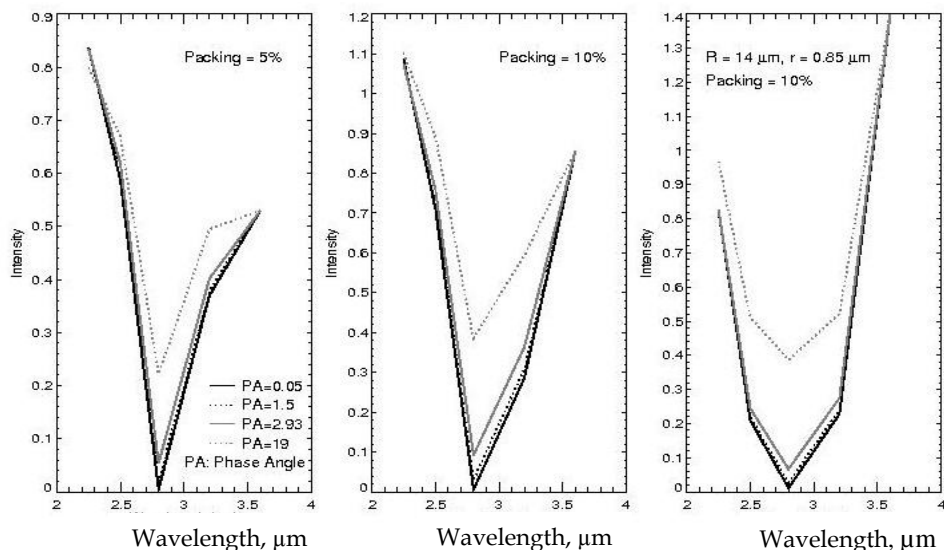 0.9
0.8
0.7
0.6
0.5
0.4
0.3
0.2
0.1
0
Intensity
Packing = 5%
PA=0.05
PA=1.5
PA=2.93
PA=19
PA: Phase Angle
2 2.5 3 3.5 4
Wavelength, µm
1.2
1.1
1
0.9
0.8
0.7
0.6
0.5
0.4
0.3
0.2
0.1
0
Intensity
Packing = 10%
2 2.5 3 3.5 4
Wavelength, µm
1.4
1.3
1.2
1.1
1
0.9
0.8
0.7
0.6
0.5
0.4
0.3
0.2
0.1
0
Intensity
R = 14 µm, r = 0.85 µm
Packing = 10%
2 2.5 3 3.5 4
Wavelength, µm